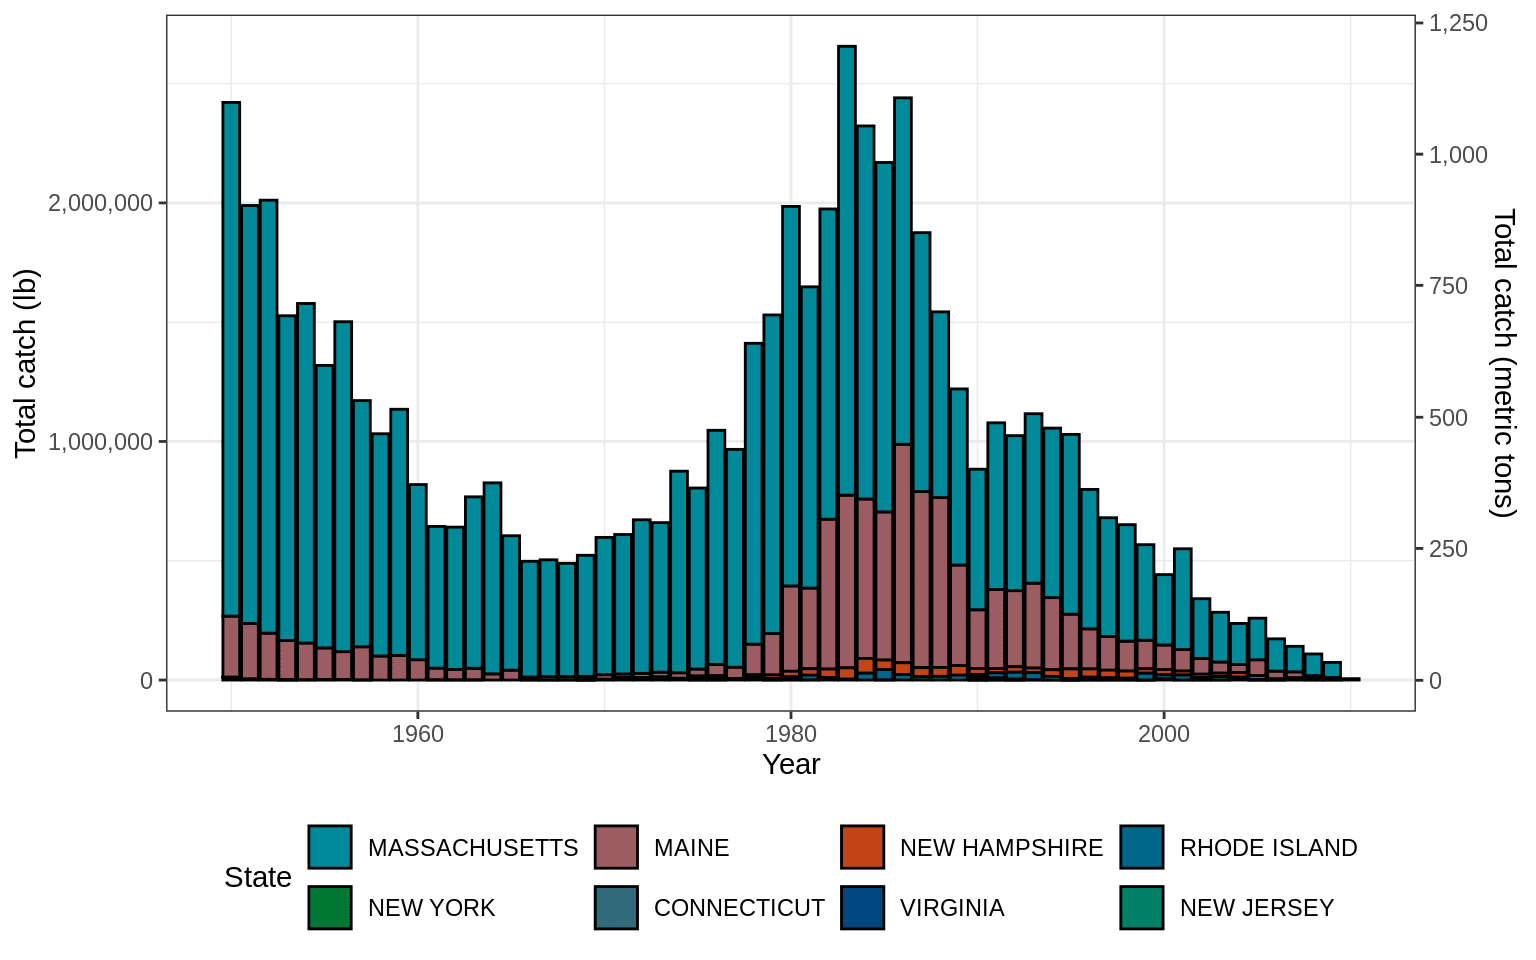 1,250
1,000
750
500
250
0
2,000,000
1,000,000
0
Total catch (lb)
Total catch (metric tons)
1960 1980 2000
Year
State
MASSACHUSETTS MAINE NEW HAMPSHIRE RHODE ISLAND
NEW YORK CONNECTICUT VIRGINIA NEW JERSEY